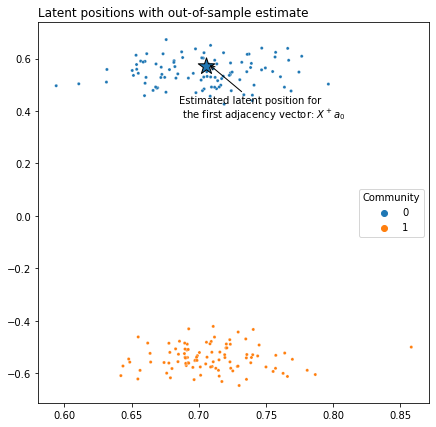 Latent positions with out-of-sample estimate
0.6
0.4
0.2
0.0
−0.2
−0.4
−0.6
Estimated latent position for
the first adjacency vector: X⁺a₀
Community
0
1
0.60 0.65 0.70 0.75 0.80 0.85